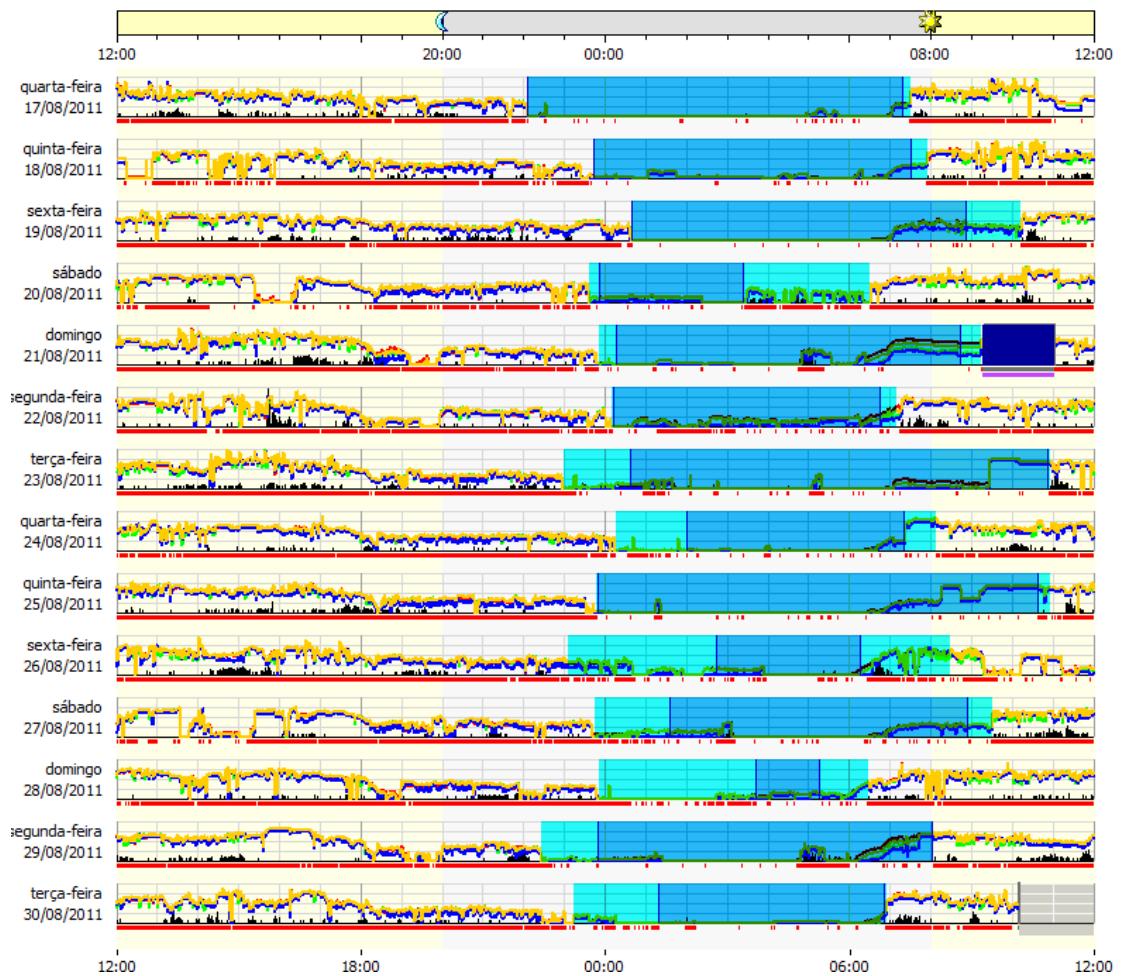 12:00 20:00 00:00 08:00 12:00
quarta-feira
17/08/2011
quinta-feira
18/08/2011
sexta-feira
19/08/2011
sábado
20/08/2011
domingo
21/08/2011
segunda-feira
22/08/2011
terça-feira
23/08/2011
quarta-feira
24/08/2011
quinta-feira
25/08/2011
sexta-feira
26/08/2011
sábado
27/08/2011
domingo
28/08/2011
segunda-feira
29/08/2011
terça-feira
30/08/2011
12:00 18:00 00:00 06:00 12:00